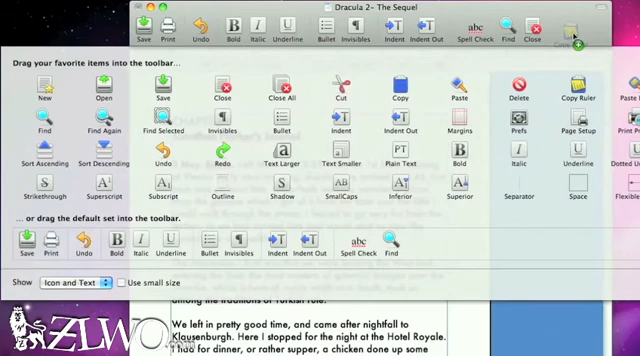 Dracula 2- The Sequel
Save Print Undo Bold Italic Underline Bullet Invisibles Indent Indent Out Spell Check Find Close
Drag your favorite items into the toolbar...
New Open Save Close Close All Cut Copy Paste Delete Copy Ruler
Find Find Again Find Selected Invisibles Bullet Indent Indent Out Margins Prefs Page Setup
Sort Ascending Sort Descending Undo Redo Text Larger Text Smaller Plain Text Bold Italic Underline
Strikethrough Superscript Subscript Outline Shadow SmallCaps Inferior Superior Separator Space
... or drag the default set into the toolbar.
Save Print Undo Bold Italic Underline Bullet Invisibles Indent Indent Out Spell Check Find
Show Icon and Text Use small size
among the traditions of Turkish rule.
We left in pretty good time, and came after nightfall to
Klausenburgh. Here I stopped for the night at the Hotel Royale.
I had for dinner, or rather supper, a chicken done up some
ZLWO.com